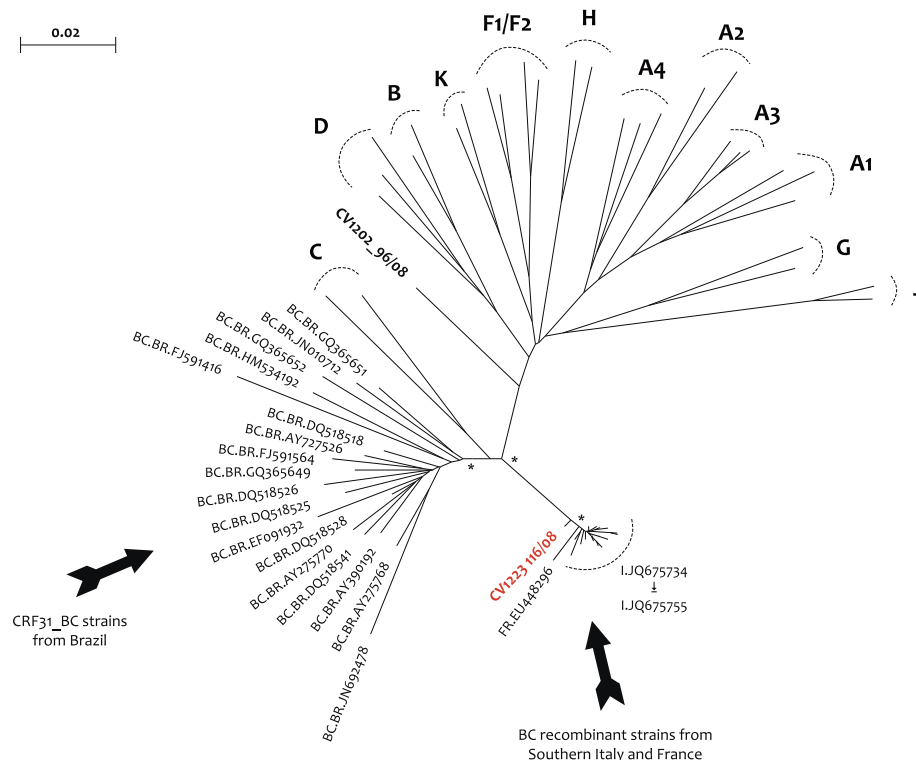 0.02
F1/F2
H
A2
A4
K
B
D
A3
A1
G
C
CV1202_96/08
BC.BR.GQ365651
BC.BR.JN010712
BC.BR.GQ365652
BC.BR.HM534192
BC.BR.FJ591416
BC.BR.DQ518518
BC.BR.AY727526
BC.BR.FJ591564
BC.BR.GQ365649
BC.BR.DQ518526
BC.BR.DQ518525
BC.BR.EF091932
BC.BR.DQ518528
BC.BR.AY275770
BC.BR.DQ518541
BC.BR.AY390192
BC.BR.AY275768
BC.BR.JN692478
*
*
*
CV1223 116/08
FR.EU448296
I.JQ675734
I.JQ675755
CRF31_BC strains
from Brazil
BC recombinant strains from
Southern Italy and France